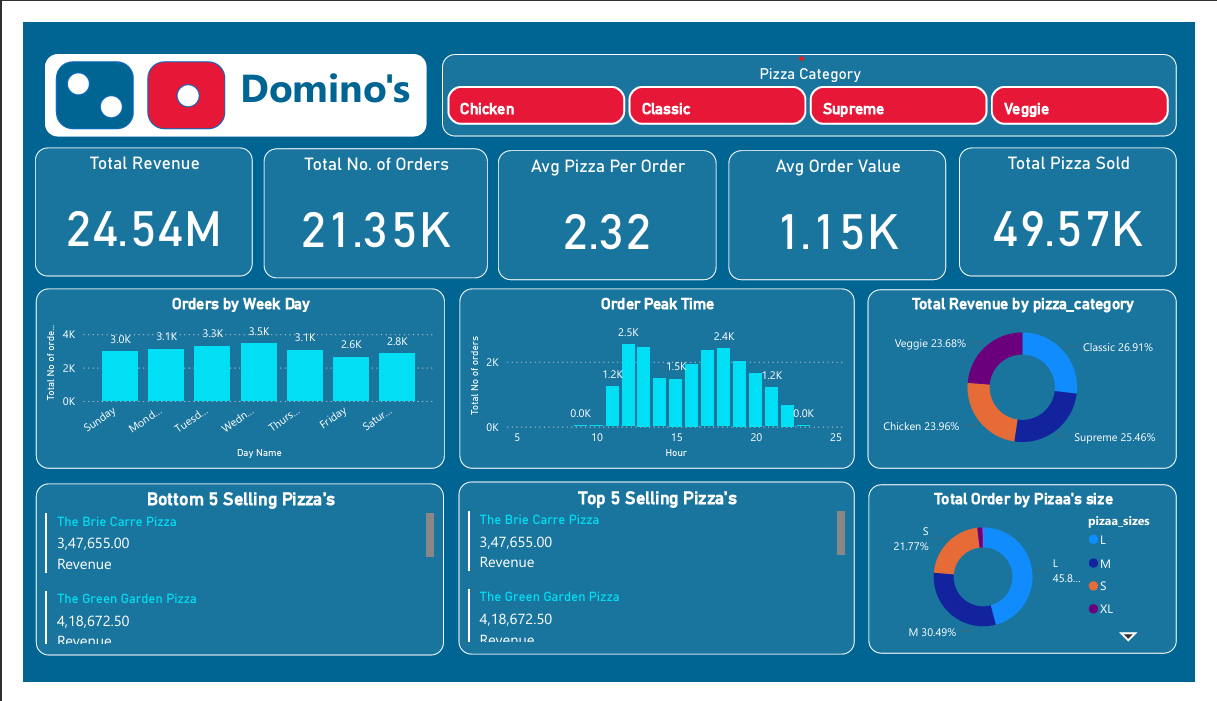 Domino's
Pizza Category
Chicken
Classic
Supreme
Veggie
Total Revenue
24.54M
Total No. of Orders
21.35K
Avg Pizza Per Order
2.32
Avg Order Value
1.15K
Total Pizza Sold
49.57K
Orders by Week Day
Total No of orde...
4K
2K
0K
3.0K
3.1K
3.3K
3.5K
3.1K
2.6K
2.8K
Sunday
Mond...
Tuesd...
Wedn...
Thurs...
Friday
Satur...
Day Name
Order Peak Time
Total No of orders
2K
0K
0.0K
1.2K
2.5K
1.5K
2.4K
1.2K
0.0K
5
10
15
20
25
Hour
Total Revenue by pizza_category
Veggie 23.68%
Classic 26.91%
Chicken 23.96%
Supreme 25.46%
Bottom 5 Selling Pizza's
The Brie Carre Pizza
3,47,655.00
Revenue
The Green Garden Pizza
4,18,672.50
Revenue
Top 5 Selling Pizza's
The Brie Carre Pizza
3,47,655.00
Revenue
The Green Garden Pizza
4,18,672.50
Revenue
Total Order by Pizaa's size
S
21.77%
L
45.8...
M 30.49%
pizaa_sizes
L
M
S
XL